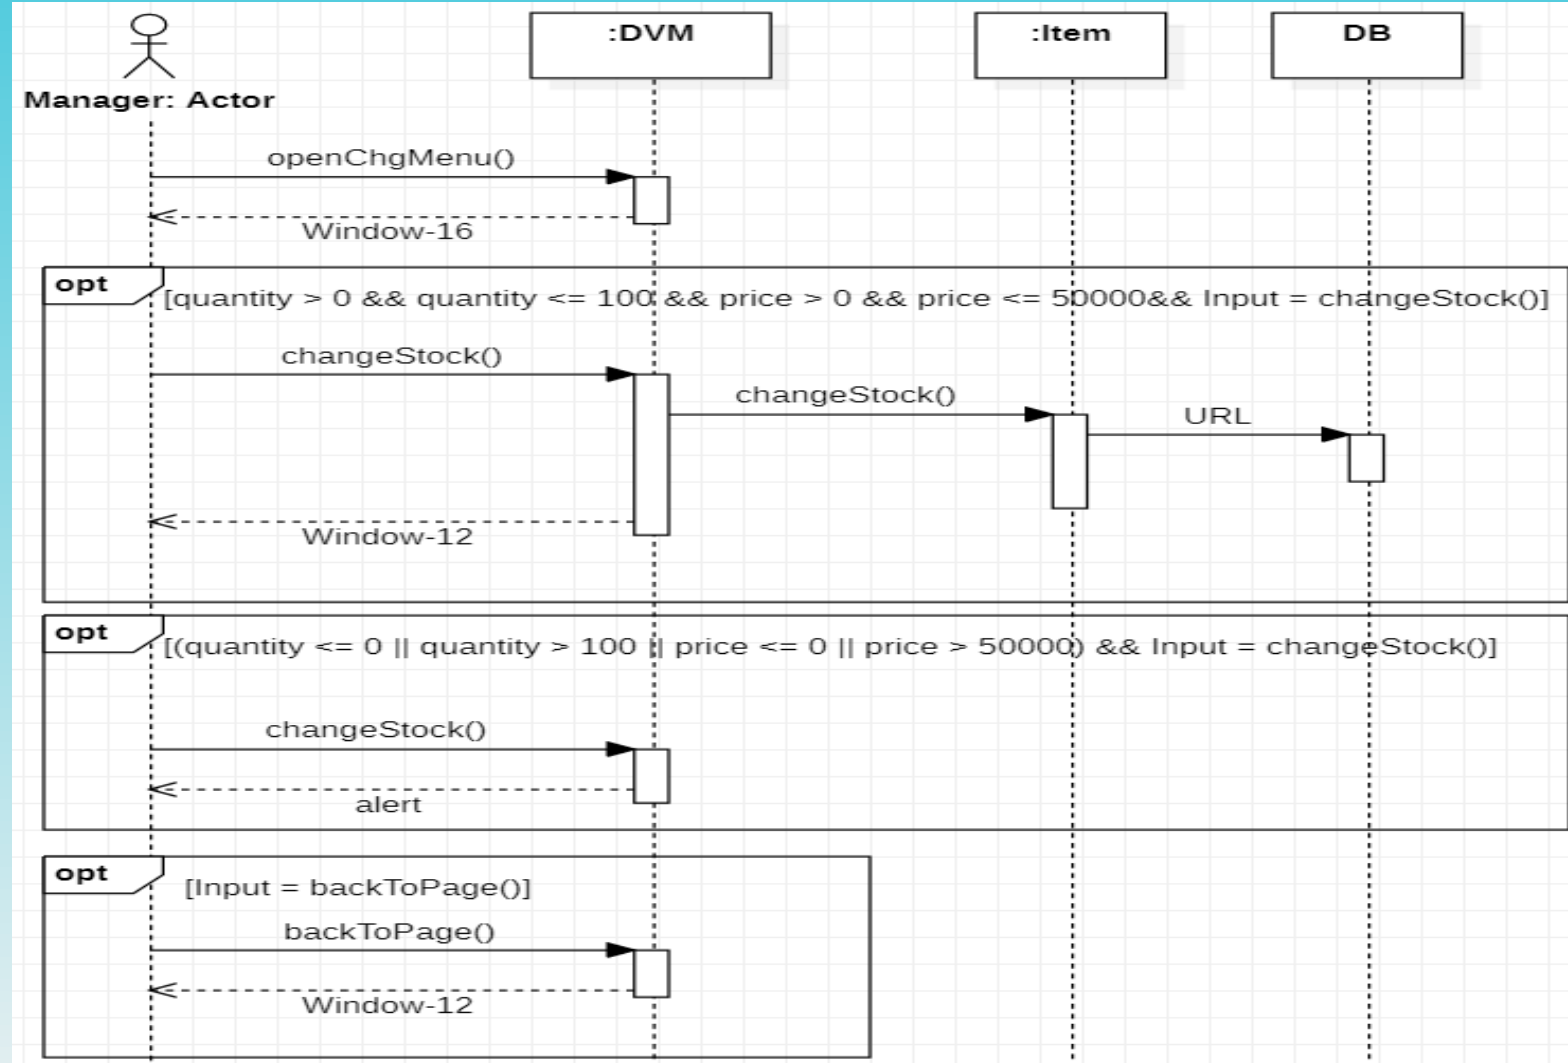 :DVM
:Item
DB
Manager: Actor
openChgMenu()
Window-16
opt
[quantity > 0 && quantity <= 100 && price > 0 && price <= 50000&& Input = changeStock()]
changeStock()
changeStock()
URL
Window-12
opt
[(quantity <= 0 || quantity > 100 || price <= 0 || price > 50000) && Input = changeStock()]
changeStock()
alert
opt
[Input = backToPage()]
backToPage()
Window-12